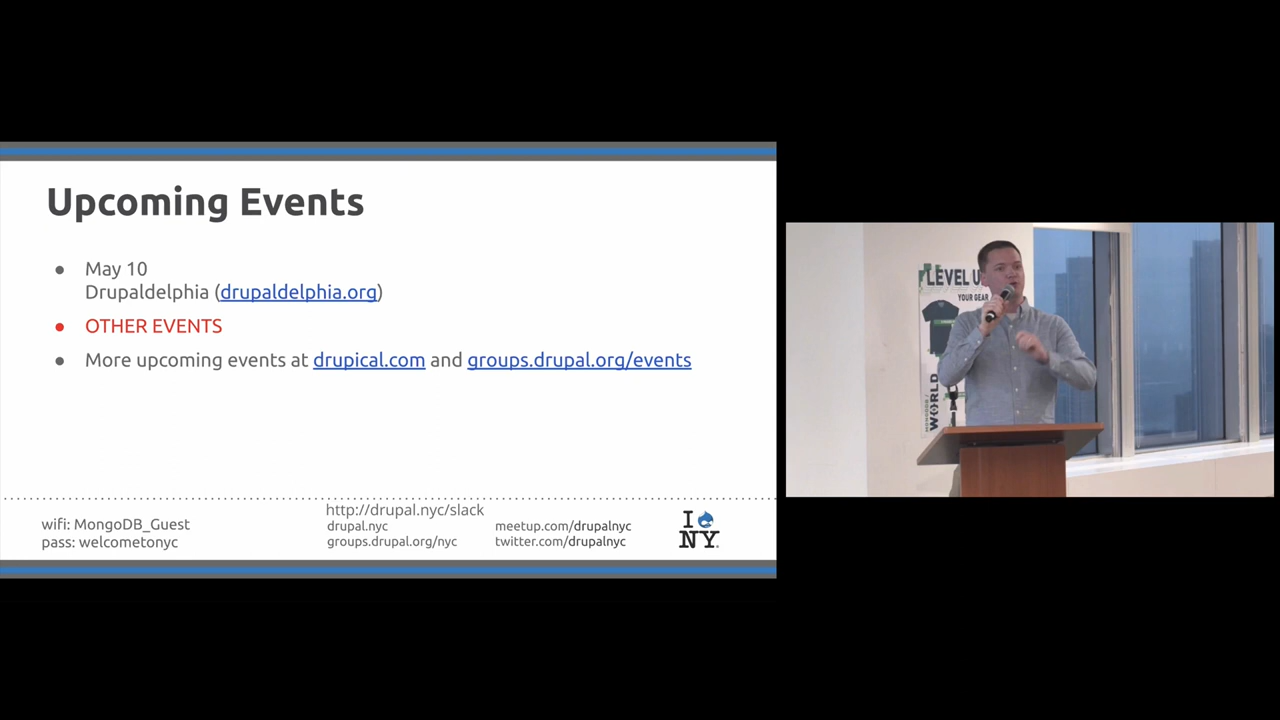 Upcoming Events
May 10
Drupaldelphia (drupaldelphia.org)
OTHER EVENTS
More upcoming events at drupical.com and groups.drupal.org/events
wifi: MongoDB_Guest
pass: welcometonyc
http://drupal.nyc/slack
drupal.nyc
groups.drupal.org/nyc
meetup.com/drupalnyc
twitter.com/drupalnyc
I
NY.
LEVEL U
YOUR GEAR
WORLD